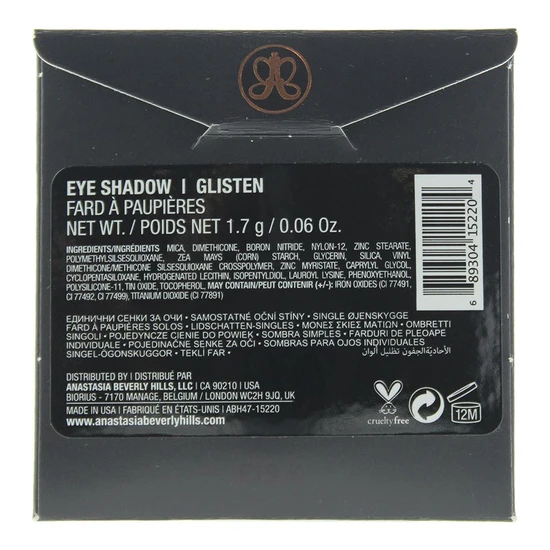 EYE SHADOW | GLISTEN
FARD À PAUPIÈRES
NET WT. / POIDS NET 1.7 g / 0.06 Oz.
INGREDIENTS/INGRÉDIENTS: MICA, DIMETHICONE, BORON NITRIDE, NYLON-12, ZINC STEARATE,
POLYMETHYLSILSESQUIOXANE, ZEA MAYS (CORN) STARCH, GLYCERIN, SILICA, VINYL
DIMETHICONE/METHICONE SILSESQUIOXANE CROSSPOLYMER, ZINC MYRISTATE, CAPRYLYL GLYCOL,
CYCLOPENTASILOXANE, HEXYLENE GLYCOL, ISOPENTYLDIOL, LAUROYL LYSINE, PHENOXYETHANOL,
POLYSILICONE-11, TIN OXIDE, TOCOPHEROL, MAY CONTAIN/PEUT CONTENIR (+/-): IRON OXIDES (CI 77491,
CI 77492, CI 77499), TITANIUM DIOXIDE (CI 77891)
ЕДИНИЧНИ СЕНКИ ЗА ОЧИ • SAMOSTATNÉ OČNÍ STÍNY • SINGLE ØJENSKYGGE
FARD À PAUPIÈRES SOLOS • LIDSCHATTEN-SINGLES • ΜΟΝΕΣ ΣΚΙΕΣ ΜΑΤΙΩΝ • OMBRETTI
SINGOLI • POJEDYNCZE CIENIE DO POWIEK • SOMBRA SIMPLES • FARDURI DE PLEOAPE
INDIVIDUALE • POJEDINAČNE SENKE ZA OČI • SOMBRAS PARA OJOS INDIVIDUALES
SINGEL-ÖGONSKUGGOR • TEKLİ FAR • الأحادية الجفون تظليل ألوان
DISTRIBUTED BY | DISTRIBUÉ PAR
ANASTASIA BEVERLY HILLS, LLC | CA 90210 | USA
BIORIUS - 7170 MANAGE, BELGIUM | LONDON WC2H 9JQ, UK
MADE IN USA | FABRIQUÉ EN ÉTATS-UNIS | ABH47-15220
www.anastasiabeverlyhills.com
crueltyfree
12M
6 89304 15220 4